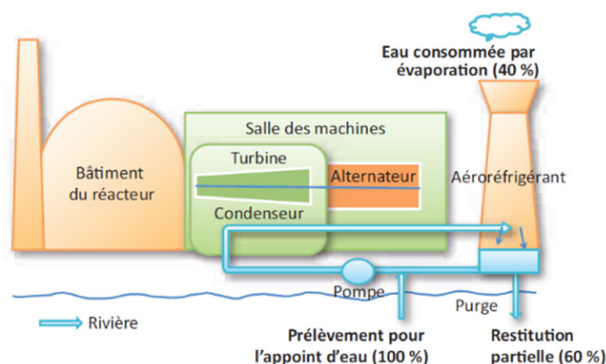 Eau consommée par
évaporation (40 %)
Salle des machines
Turbine
Bâtiment
du réacteur
Alternateur
Aéroréfrigérant
Condenseur
Pompe
Purge
Rivière
Prélèvement pour
l'appoint d'eau (100 %)
Restitution
partielle (60 %)